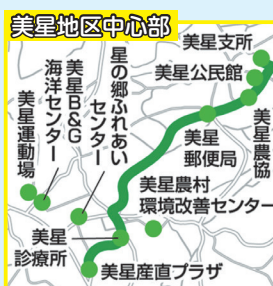 美星地区中心部
美星支所
美星公民館
美星農協
美星
郵便局
星の郷ふれあい
センター
美星B&G
海洋センター
美星運動場
美星農村
環境改善センター
美星
診療所
美星産直プラザ